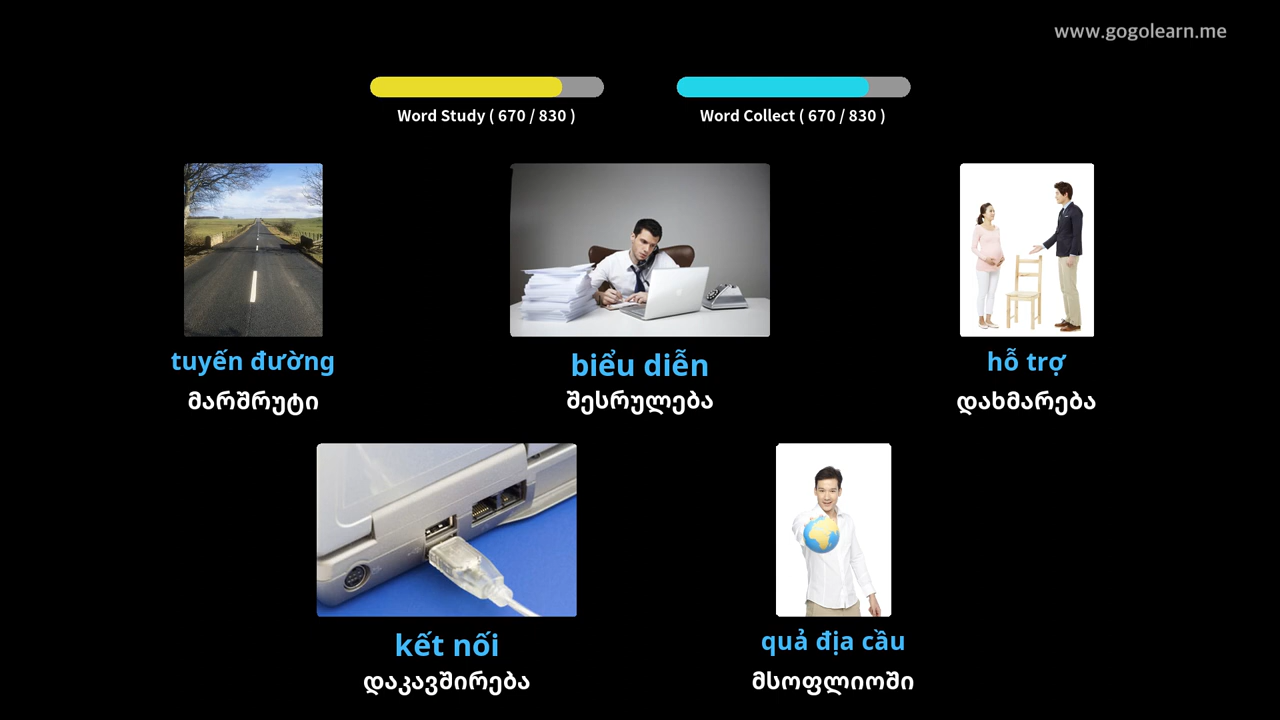 www.gogolearn.me
Word Study ( 670 / 830 )
Word Collect ( 670 / 830 )
tuyến đường
მარშრუტი
biểu diễn
შესრულება
hỗ trợ
დახმარება
kết nối
დაკავშირება
quả địa cầu
მსოფლიოში